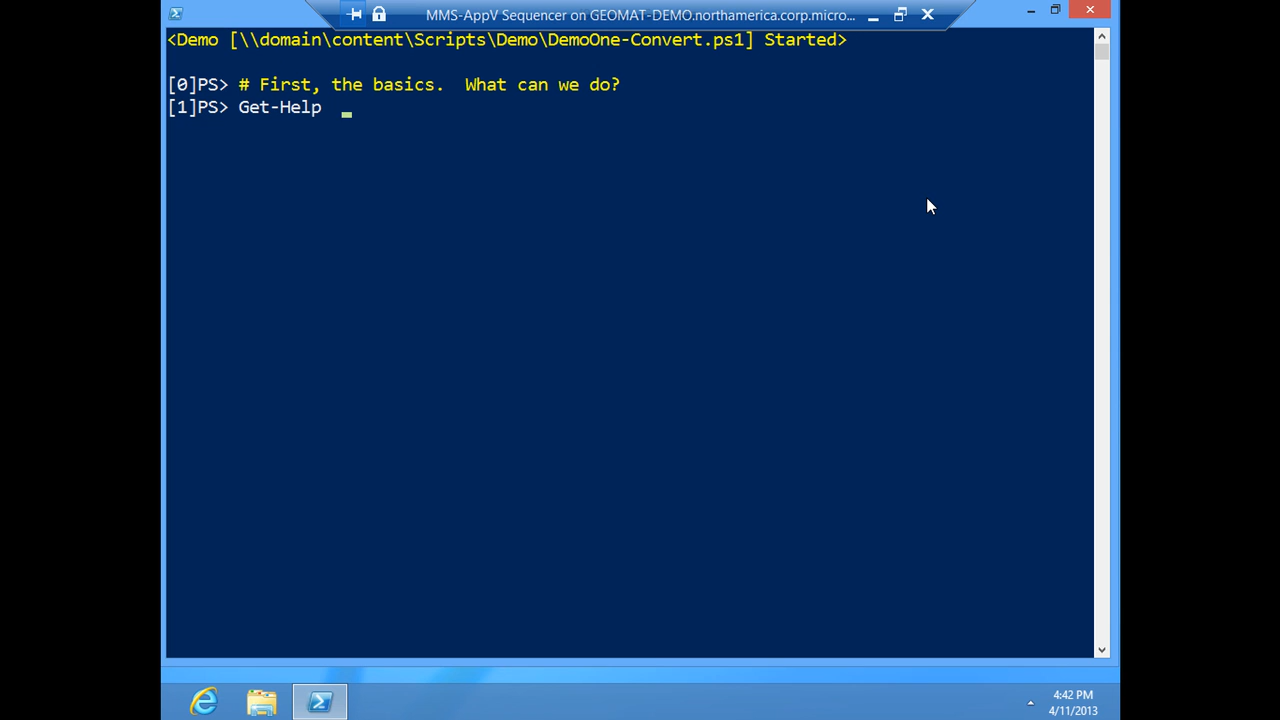 MMS-AppV Sequencer on GEOMAT-DEMO.northamerica.corp.micro...
<Demo [\\domain\content\Scripts\Demo\DemoOne-Convert.ps1] Started>
[0]PS> # First, the basics.  What can we do?
[1]PS> Get-Help
4:42 PM
4/11/2013